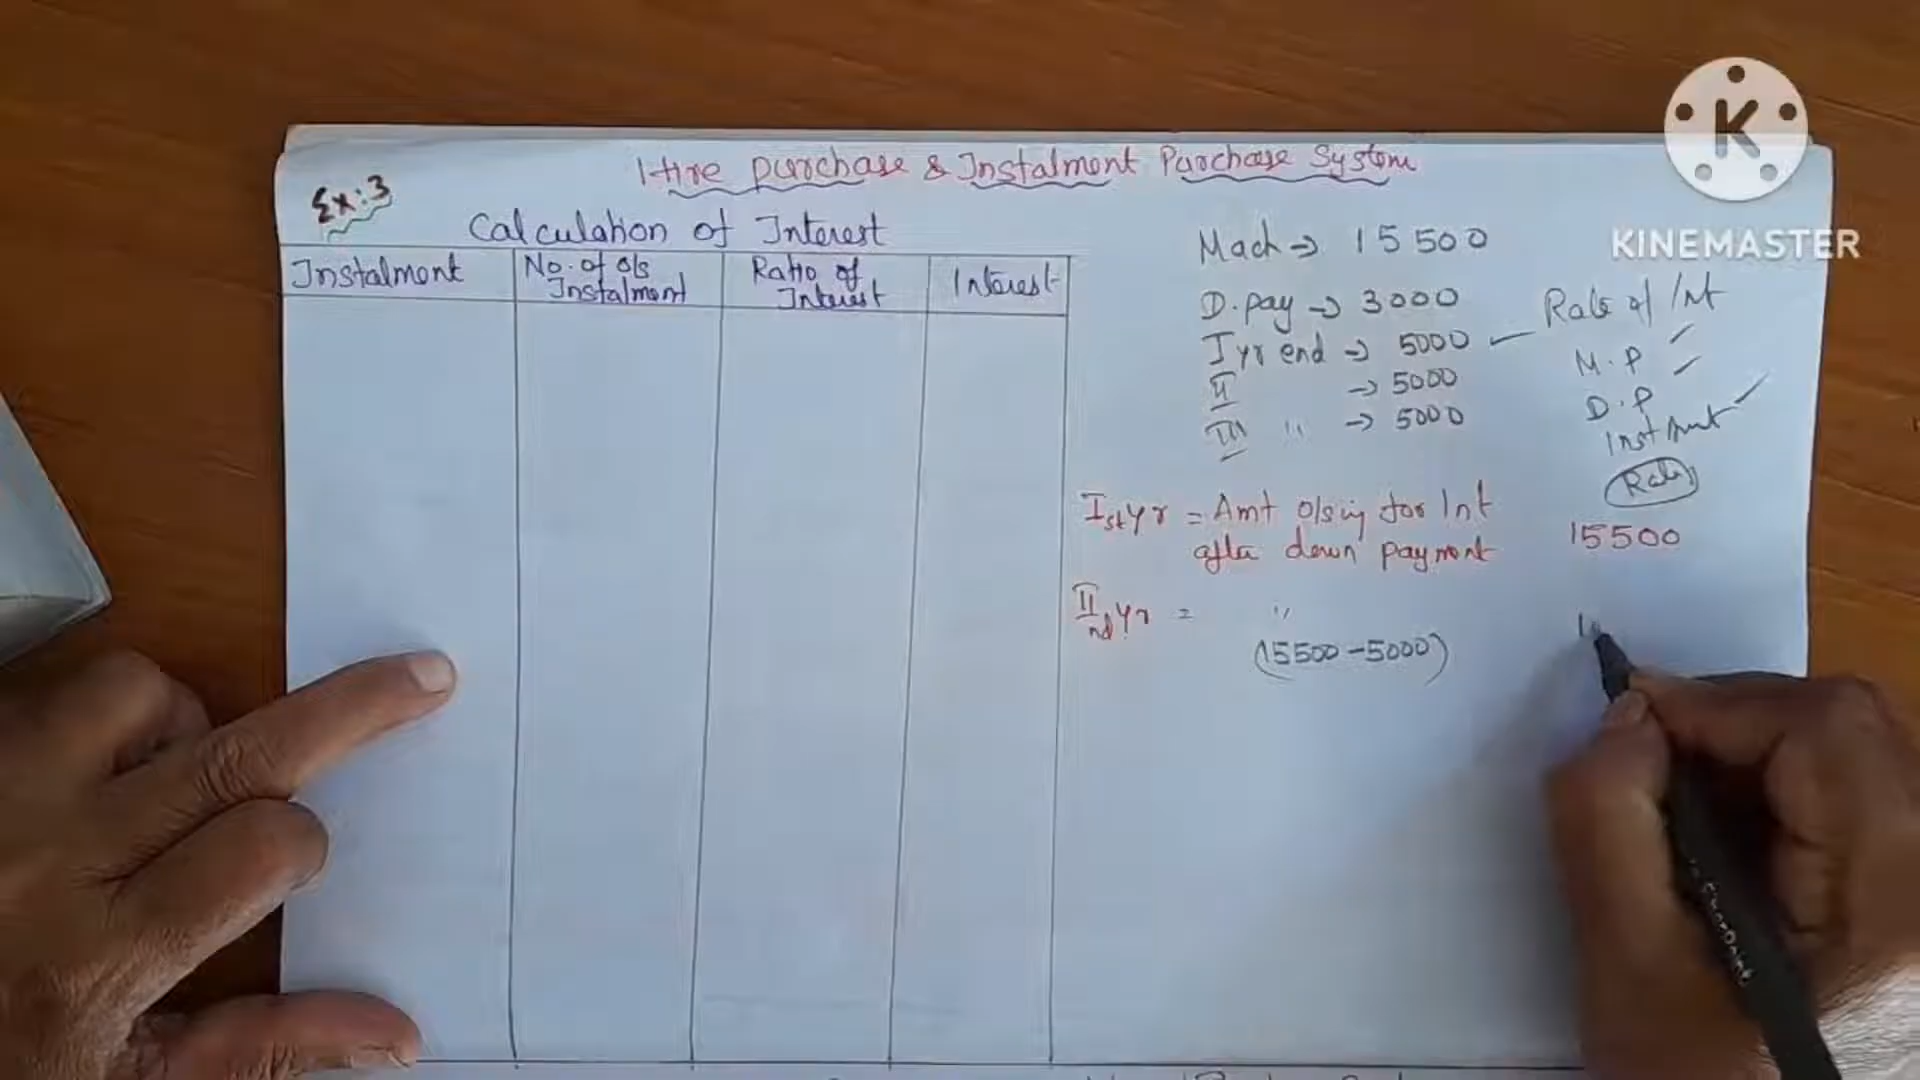 Hire purchase & Instalment Purchase System
Ex:3
Calculation of Interest
Instalment
No. of o/s Instalment
Ratio of Interest
Interest
Mach → 15500
D. pay → 3000
I yr end → 5000
II → 5000
III " → 5000
Rate of Int
M.P
D.P
Instmnt
Rate
Ist yr = Amt o/s ing for Int
after down payment
15500
IInd yr = "
(15500-5000)
K
KINEMASTER